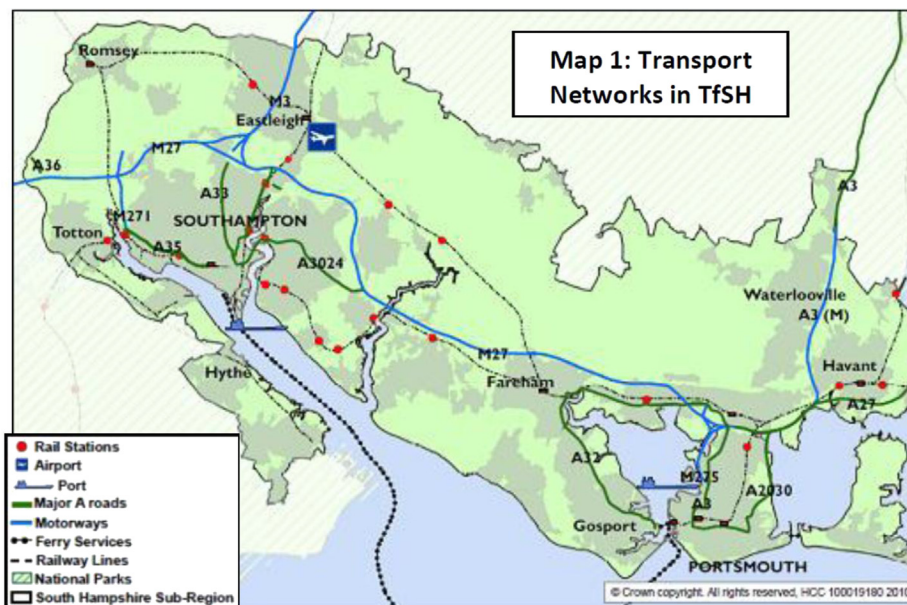 Map 1: Transport
Networks in TfSH
Romsey
M3
Eastleigh
M27
A36
A33
A3
M271
SOUTHAMPTON
Totton
A35
A3024
Waterlooville
A3 (M)
M27
Havant
Hythe
Fareham
A27
A32
M275
A2030
A3
Gosport
PORTSMOUTH
Rail Stations
Airport
Port
Major A roads
Motorways
Ferry Services
Railway Lines
National Parks
South Hampshire Sub-Region
© Crown copyright. All rights reserved, HCC 100019180 2010